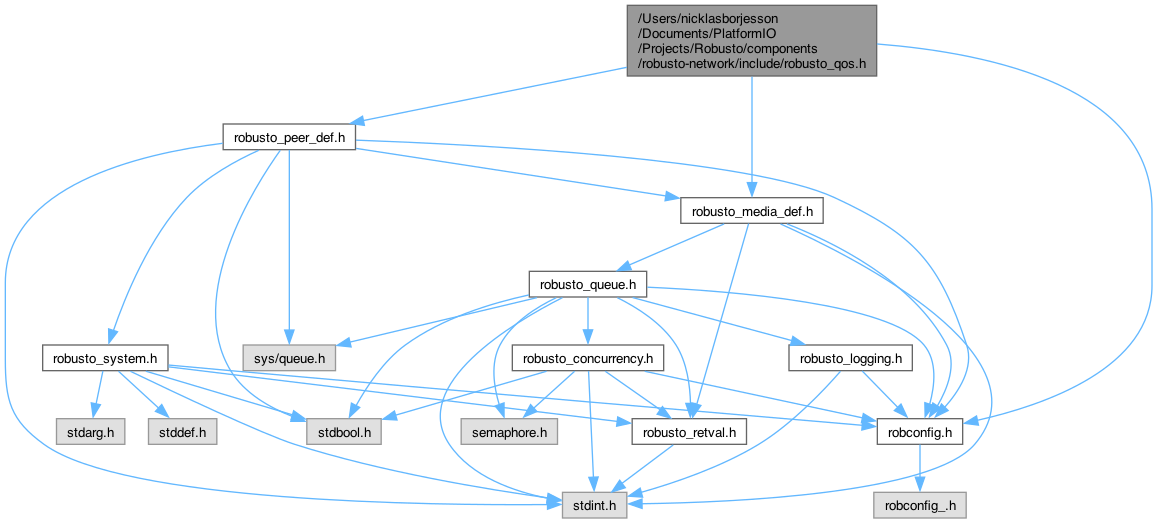 /Users/nicklasborjesson
/Documents/PlatformIO
/Projects/Robusto/components
/robusto-network/include/robusto_qos.h
robusto_peer_def.h
robusto_media_def.h
robusto_queue.h
robusto_system.h
sys/queue.h
robusto_concurrency.h
robusto_logging.h
stdarg.h
stddef.h
stdbool.h
semaphore.h
robusto_retval.h
robconfig.h
stdint.h
robconfig_.h